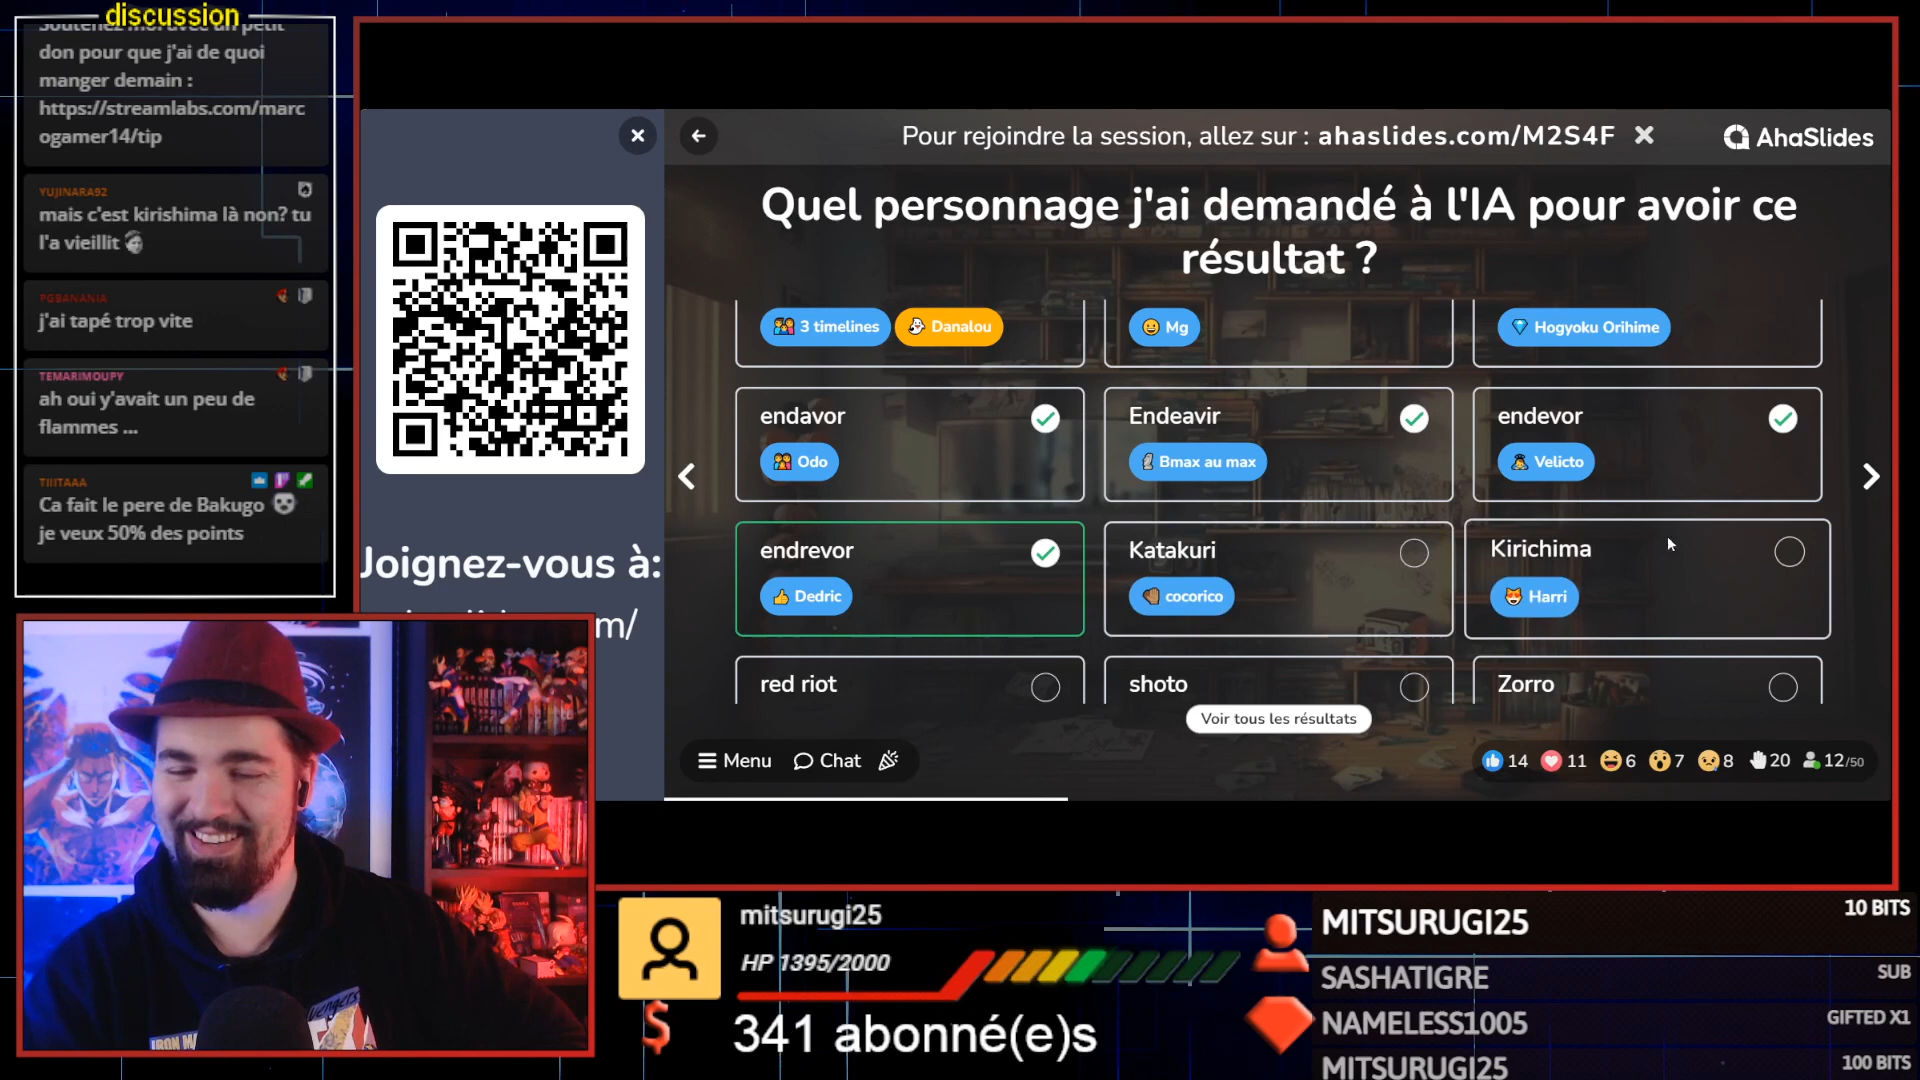 discussion
don pour que j'ai de quoi
manger demain :
https://streamlabs.com/marc
ogamer14/tip
YUJINARA92
mais c'est kirishima là non? tu
l'a vieillit
PGBANANIA
j'ai tapé trop vite
TEMARIMOUPY
ah oui y'avait un peu de
flammes ...
TIIITAAA
Ca fait le pere de Bakugo
je veux 50% des points
Joignez-vous à:
m/
Pour rejoindre la session, allez sur : ahaslides.com/M2S4F
AhaSlides
Quel personnage j'ai demandé à l'IA pour avoir ce
résultat ?
3 timelines
Danalou
Mg
Hogyoku Orihime
endavor
Odo
Endeavir
Bmax au max
endevor
Velicto
endrevor
Dedric
Katakuri
cocorico
Kirichima
Harri
red riot
shoto
Zorro
Voir tous les résultats
Menu
Chat
14
11
6
7
8
20
12/50
mitsurugi25
HP 1395/2000
341 abonné(e)s
MITSURUGI25
10 BITS
SASHATIGRE
SUB
NAMELESS1005
GIFTED X1
MITSURUGI25
100 BITS